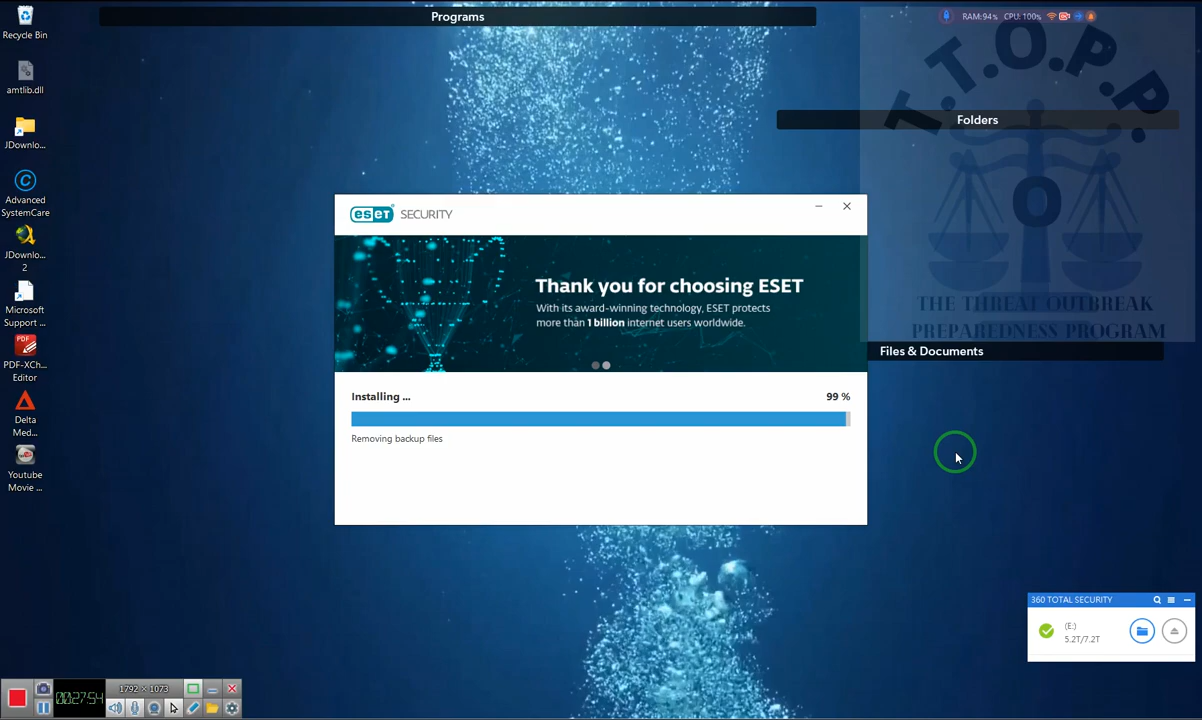 Recycle Bin
amtlib.dll
JDownlo...
Advanced
SystemCare
JDownlo...
2
Microsoft
Support ...
PDF
PDF-XCh...
Editor
Delta
Med...
Youtube
Movie ...
Programs
RAM:94% CPU:100%
T.T.O.P.P.
Folders
O
THE THREAT OUTBREAK
PREPAREDNESS PROGRAM
Files & Documents
eseT SECURITY
Thank you for choosing ESET
With its award-winning technology, ESET protects
more than 1 billion internet users worldwide.
Installing ...
99 %
Removing backup files
360 TOTAL SECURITY
(E:)
5.2T/7.2T
1792 × 1073
00:27:54